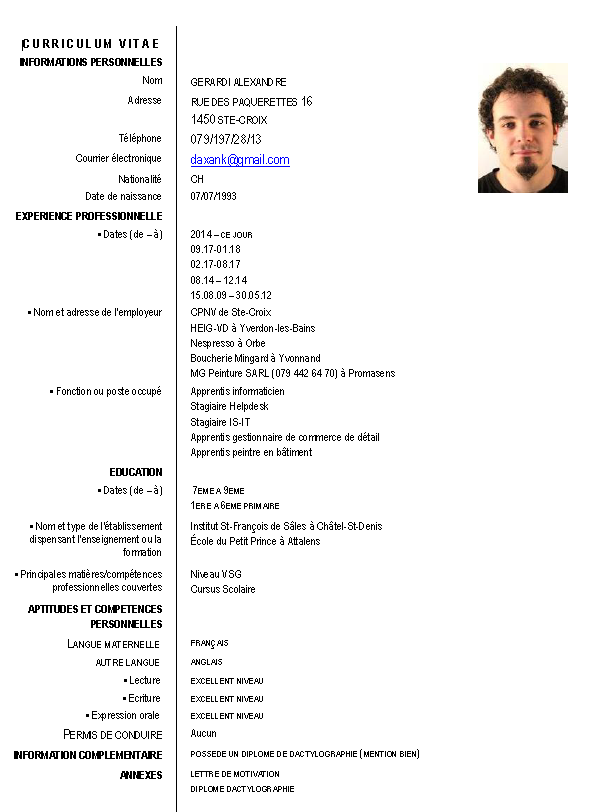 CURRICULUM VITAE
INFORMATIONS PERSONNELLES
Nom GERARDI ALEXANDRE
Adresse RUE DES PAQUERETTES 16
1450 STE-CROIX
Téléphone 079/197/28/13
Courrier électronique daxank@gmail.com
Nationalité CH
Date de naissance 07/07/1993
EXPERIENCE PROFESSIONNELLE
▪ Dates (de – à) 2014 – CE JOUR
09.17-01.18
02.17-08.17
08.14 – 12.14
15.08.09 – 30.05.12
▪ Nom et adresse de l'employeur CPNV de Ste-Croix
HEIG-VD à Yverdon-les-Bains
Nespresso à Orbe
Boucherie Mingard à Yvonnand
MG Peinture SARL (079 442 64 70) à Promasens
▪ Fonction ou poste occupé Apprentis informaticien
Stagiaire Helpdesk
Stagiaire IS-IT
Apprentis gestionnaire de commerce de détail
Apprentis peintre en bâtiment
EDUCATION
▪ Dates (de – à) 7EME A 9EME
1ERE A 6EME PRIMAIRE
▪ Nom et type de l'établissement Institut St-François de Sâles à Châtel-St-Denis
dispensant l'enseignement ou la École du Petit Prince à Attalens
formation
▪ Principales matières/compétences Niveau VSG
professionnelles couvertes Cursus Scolaire
APTITUDES ET COMPETENCES
PERSONNELLES
LANGUE MATERNELLE FRANÇAIS
AUTRE LANGUE ANGLAIS
▪ Lecture EXCELLENT NIVEAU
▪ Ecriture EXCELLENT NIVEAU
▪ Expression orale EXCELLENT NIVEAU
PERMIS DE CONDUIRE Aucun
INFORMATION COMPLEMENTAIRE POSSEDE UN DIPLOME DE DACTYLOGRAPHIE (MENTION BIEN)
ANNEXES LETTRE DE MOTIVATION
DIPLOME DACTYLOGRAPHIE